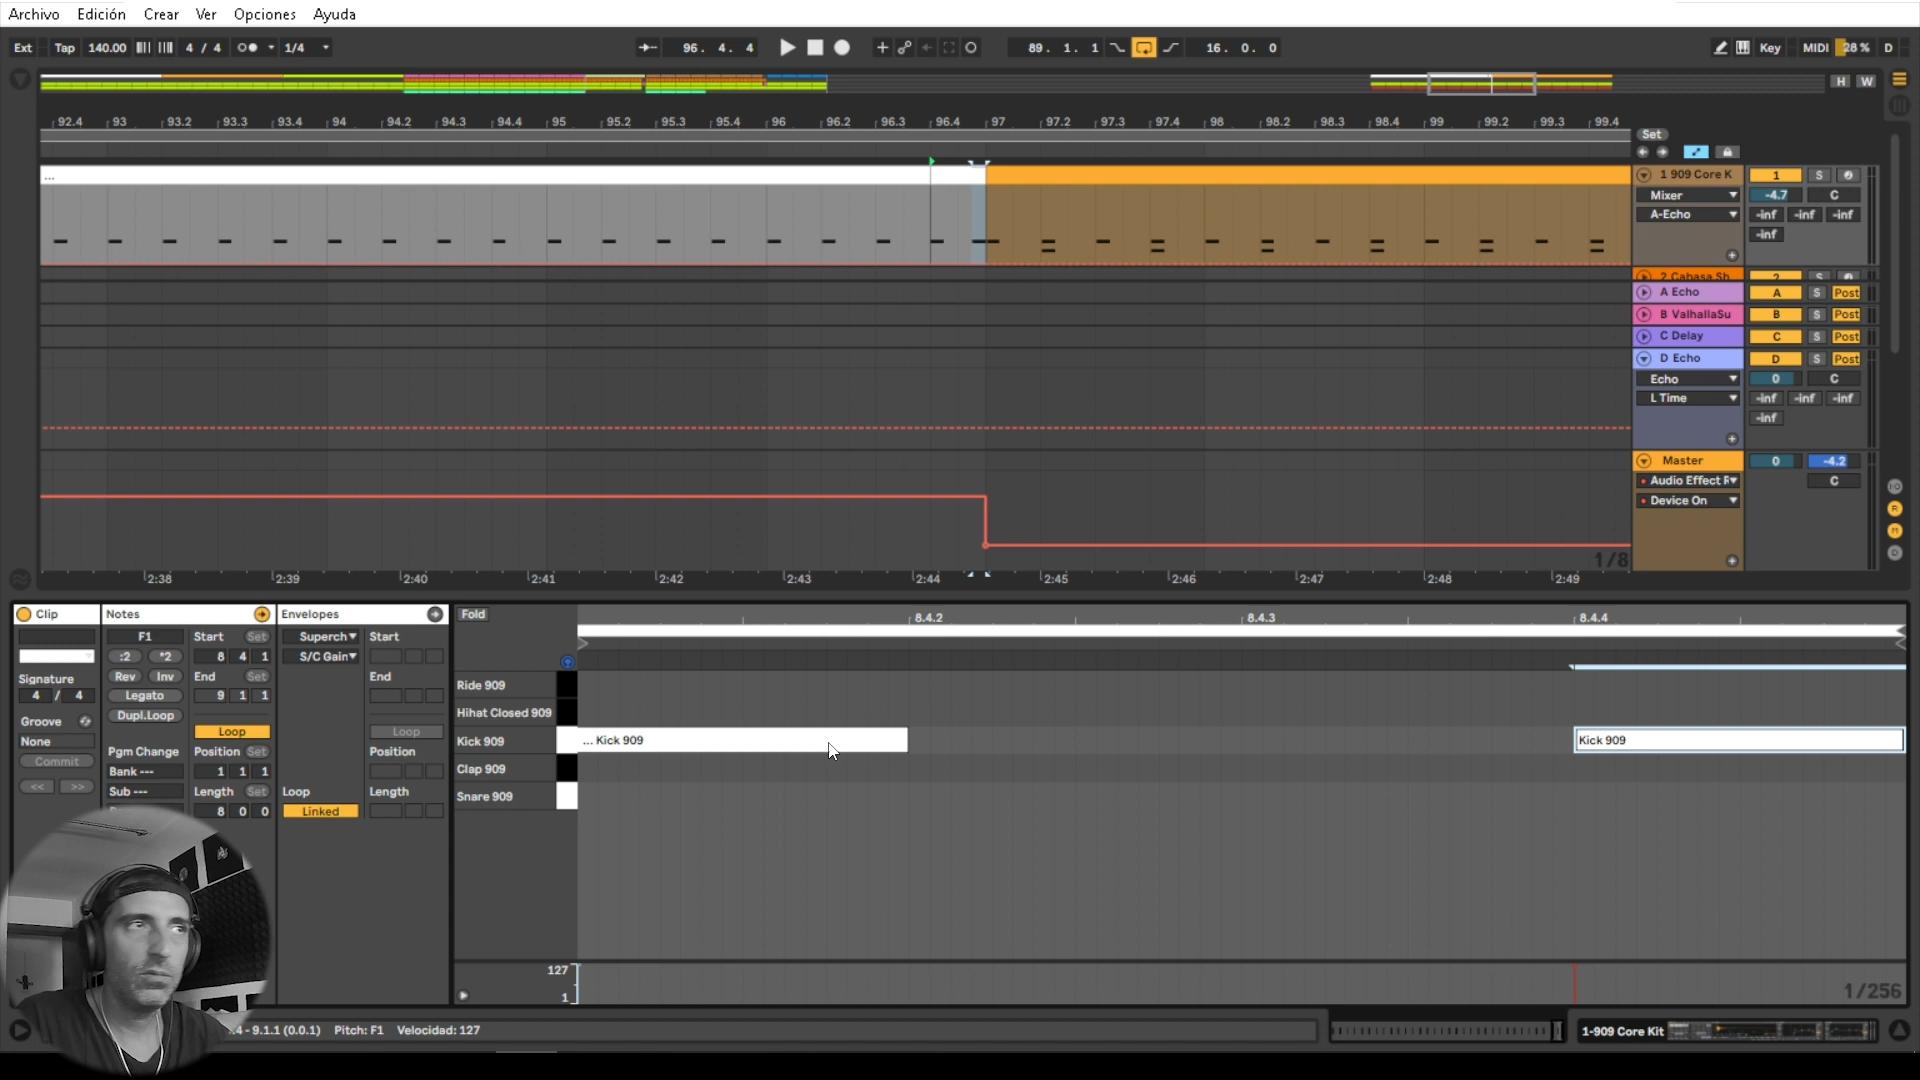 Archivo Edición Crear Ver Opciones Ayuda
Ext Tap 140.00 4 / 4 1/4 96. 4. 4 89. 1. 1 16. 0. 0 Key MIDI 28 % D
H W
92.4 93 93.2 93.3 93.4 94 94.2 94.3 94.4 95 95.2 95.3 95.4 96 96.2 96.3 96.4 97 97.2 97.3 97.4 98 98.2 98.3 98.4 99 99.2 99.3 99.4
Set
...
1 909 Core K 1 S
Mixer -4.7 C
A-Echo -inf -inf -inf
-inf
2 Cabasa Sh 2 S
A Echo A S Post
B ValhallaSu B S Post
C Delay C S Post
D Echo D S Post
Echo 0 C
L Time -inf -inf -inf
-inf
Master 0 -4.2
Audio Effect R C
Device On
1/8
2:38 2:39 2:40 2:41 2:42 2:43 2:44 2:45 2:46 2:47 2:48 2:49
Clip Notes Envelopes Fold 8.4.2 8.4.3 8.4.4
F1 Start Set Superch Start
:2 *2 8 4 1 S/C Gain
Signature Rev Inv End Set End
4 / 4 Legato 9 1 1
Groove Dupl.Loop Loop Loop
None Pgm Change Position Set Position
Commit Bank --- 1 1 1
<< >> Sub --- Length Set Loop Length
8 0 0 Linked
Ride 909
Hihat Closed 909
Kick 909 ... Kick 909 Kick 909
Clap 909
Snare 909
127
1
1/256
.4 - 9.1.1 (0.0.1) Pitch: F1 Velocidad: 127 1-909 Core Kit